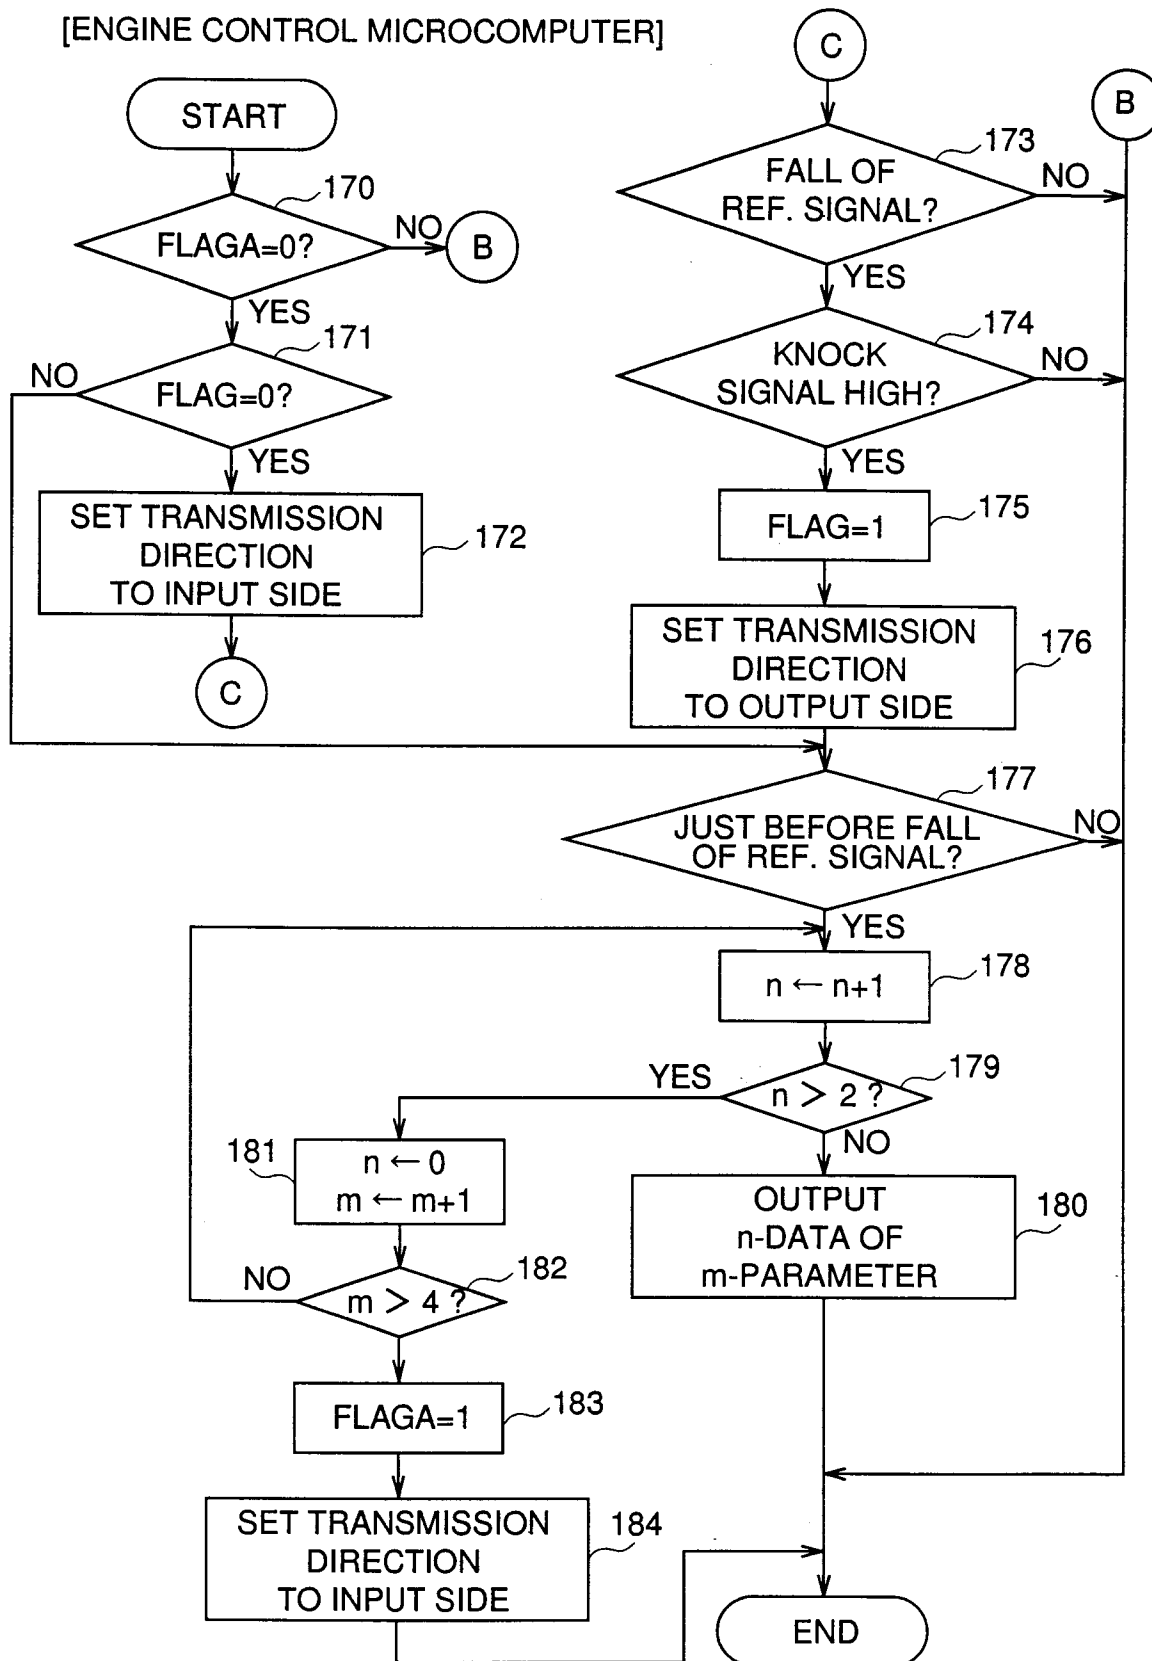 [ENGINE CONTROL MICROCOMPUTER]
START
170
FLAGA=0?
NO
B
YES
171
FLAG=0?
NO
YES
SET TRANSMISSION
DIRECTION
TO INPUT SIDE
172
C
C
B
173
FALL OF
REF. SIGNAL?
NO
YES
174
KNOCK
SIGNAL HIGH?
NO
YES
175
FLAG=1
SET TRANSMISSION
DIRECTION
TO OUTPUT SIDE
176
177
JUST BEFORE FALL
OF REF. SIGNAL?
NO
YES
n ← n+1
178
179
n > 2 ?
YES
NO
181
n ← 0
m ← m+1
OUTPUT
n-DATA OF
m-PARAMETER
180
182
m > 4 ?
NO
FLAGA=1
183
SET TRANSMISSION
DIRECTION
TO INPUT SIDE
184
END